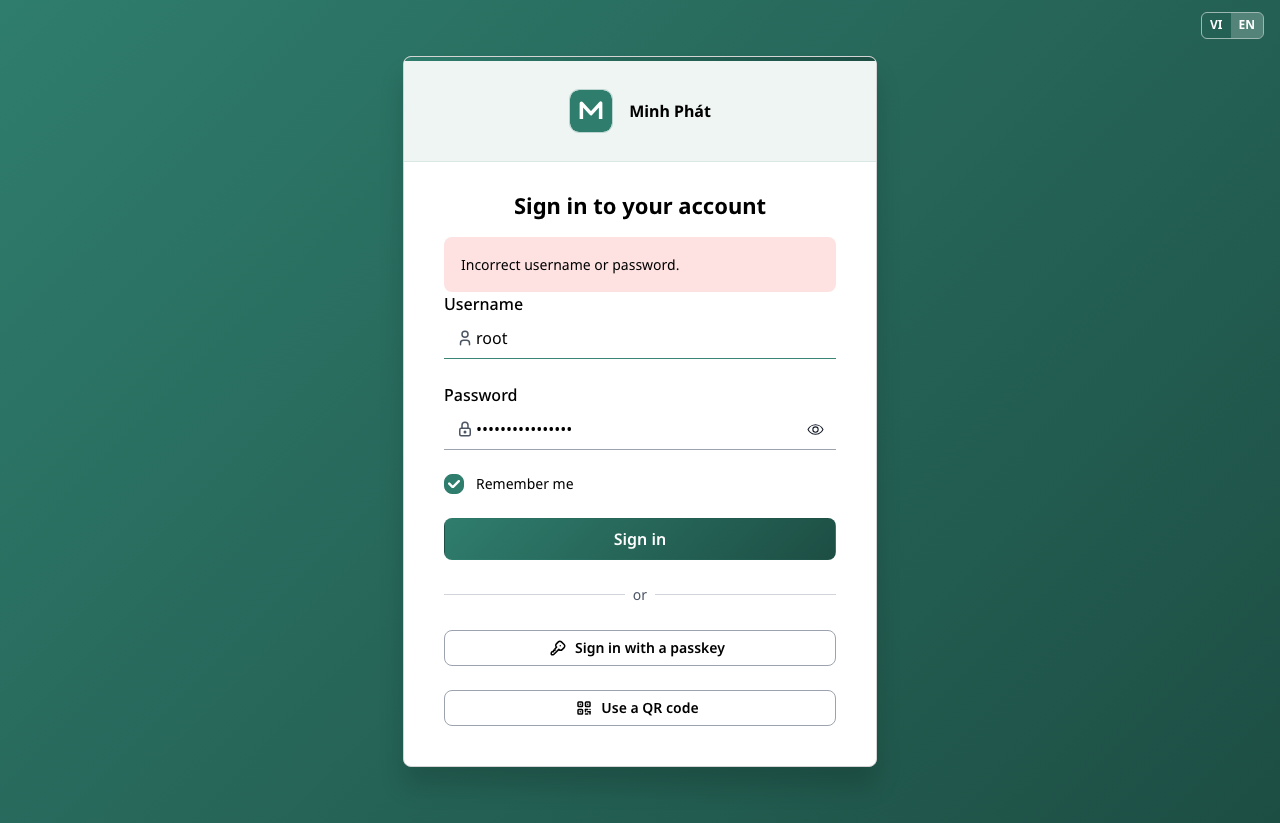 VI EN
Minh Phát
Sign in to your account
Incorrect username or password.
Username
root
Password
••••••••••••••••
Remember me
Sign in
or
Sign in with a passkey
Use a QR code